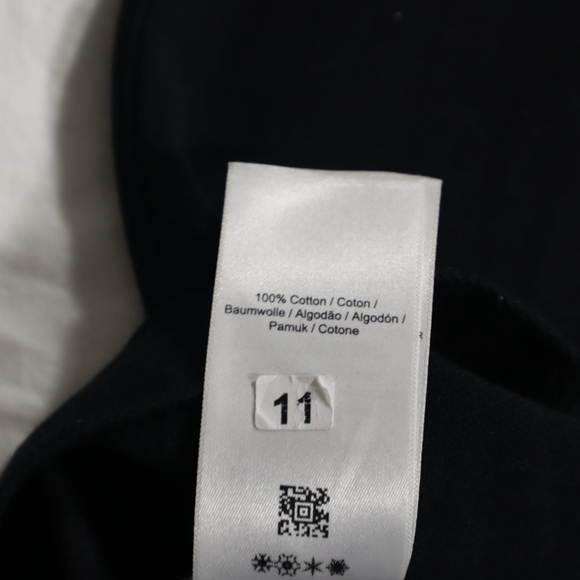 100% Cotton / Coton /
Baumwolle / Algodão / Algodón /
Pamuk / Cotone
11